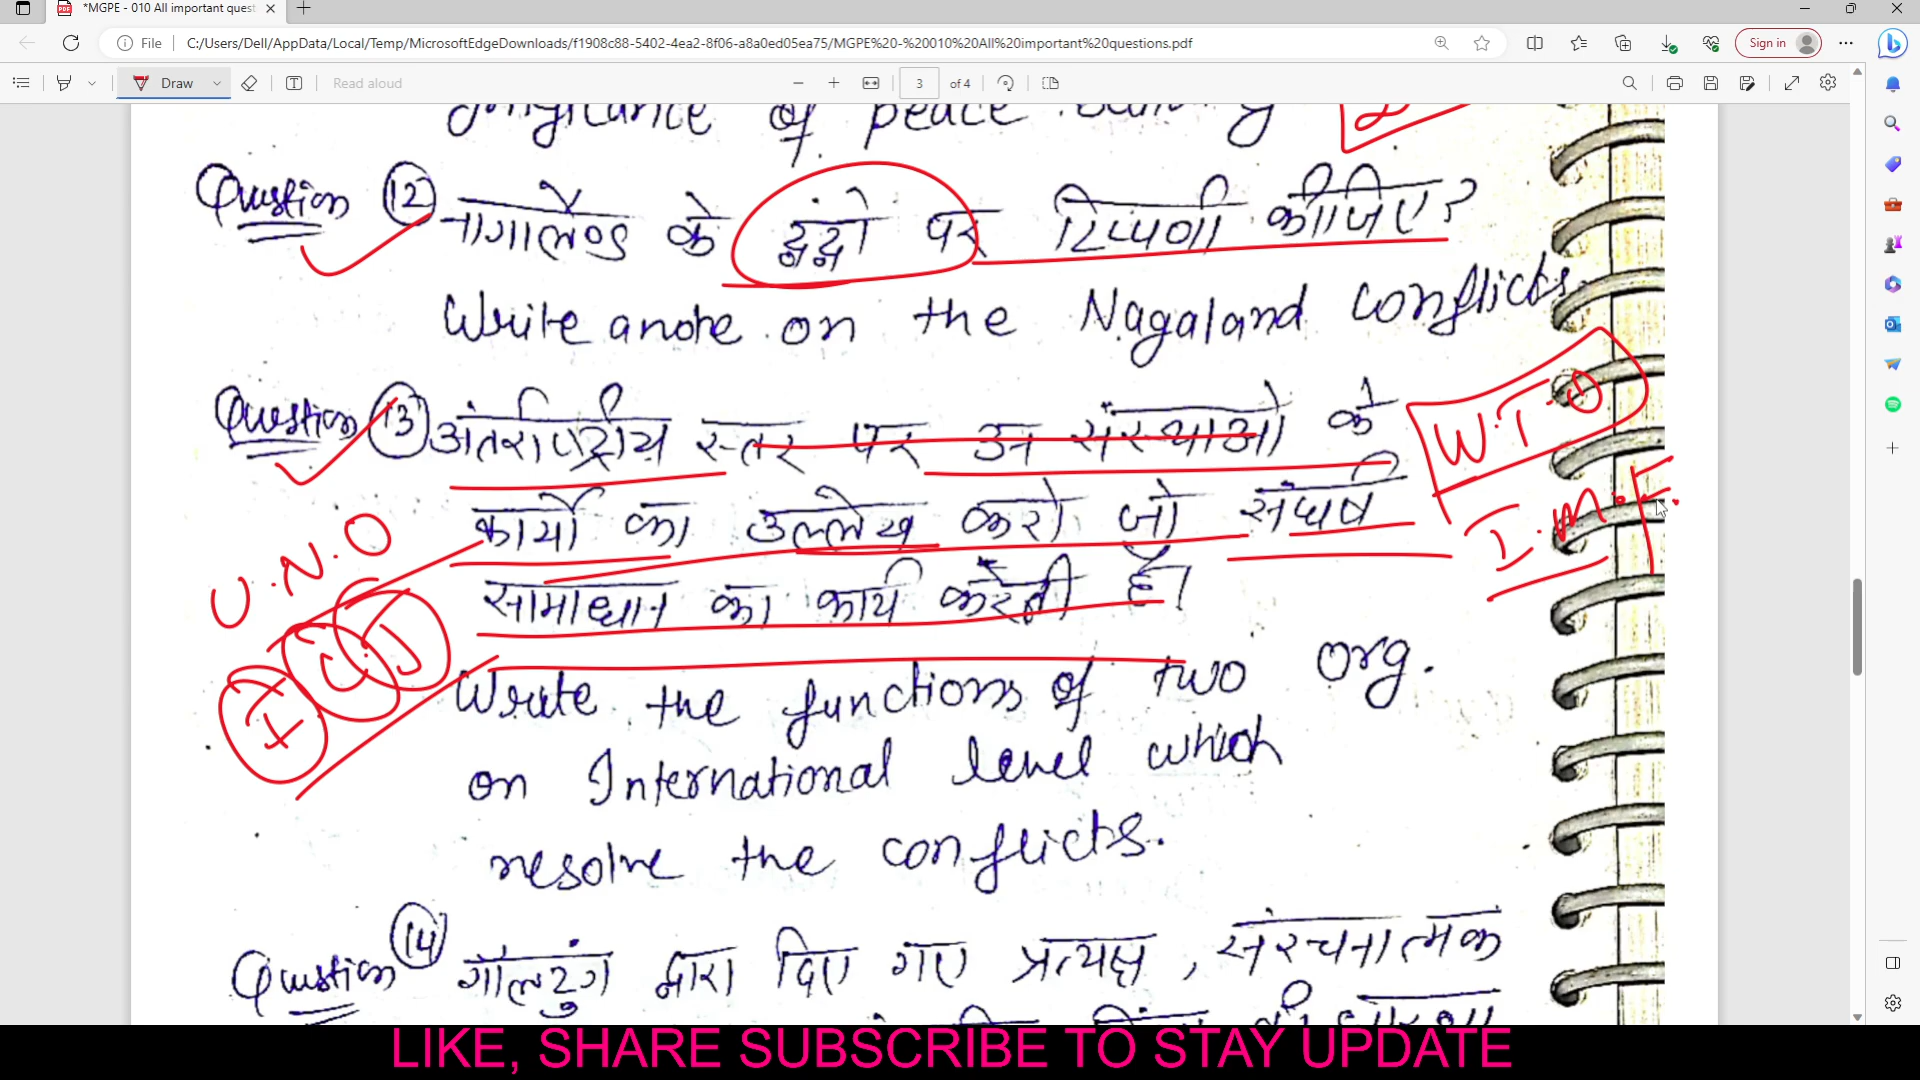 *MGPE - 010 All important quest
File
C:/Users/Dell/AppData/Local/Temp/MicrosoftEdgeDownloads/f1908c88-5402-4ea2-8f06-a8a0ed05ea75/MGPE%20-%20010%20All%20important%20questions.pdf
Sign in
Draw
Read aloud
3 of 4
of peace
Question 12 नागालेण्ड के द्वंद्वो पर टिप्पणी कीजिए?
Write a note on the Nagaland conflicts.
Question 13 अंतर्राष्ट्रीय स्तर पर उन संस्थाओं के
W.T.O
कार्यो का उल्लेख करो जो संघर्ष
I.M.F.
U.N.O
सामाधान का कार्य करती है।
I C J
Write the functions of two org.
on International level which
resolve the conflicts.
Question 14 गोलटुंग द्वारा दिए गए प्रत्यक्ष, संरचनात्मक
LIKE, SHARE SUBSCRIBE TO STAY UPDATE